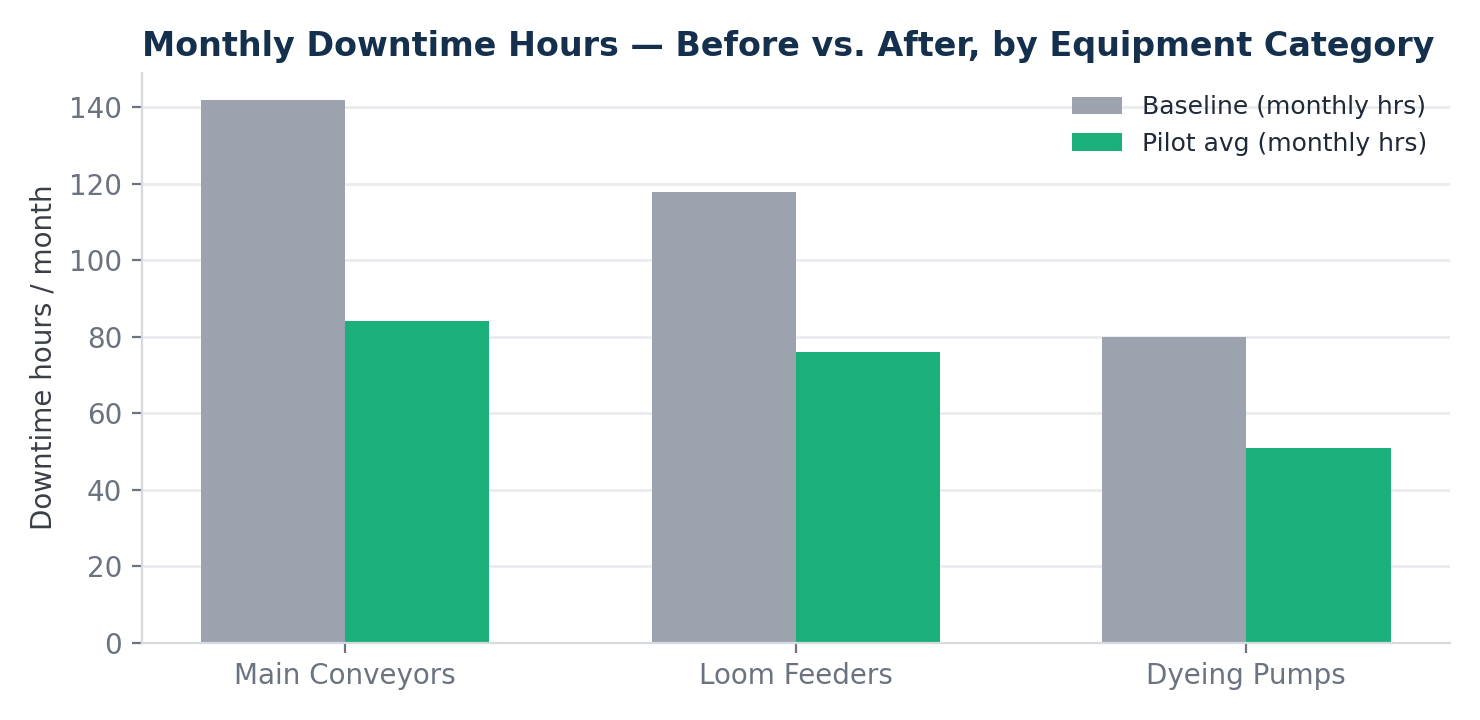 Monthly Downtime Hours — Before vs. After, by Equipment Category
Baseline (monthly hrs)
Pilot avg (monthly hrs)
Downtime hours / month
140
120
100
80
60
40
20
0
Main Conveyors
Loom Feeders
Dyeing Pumps